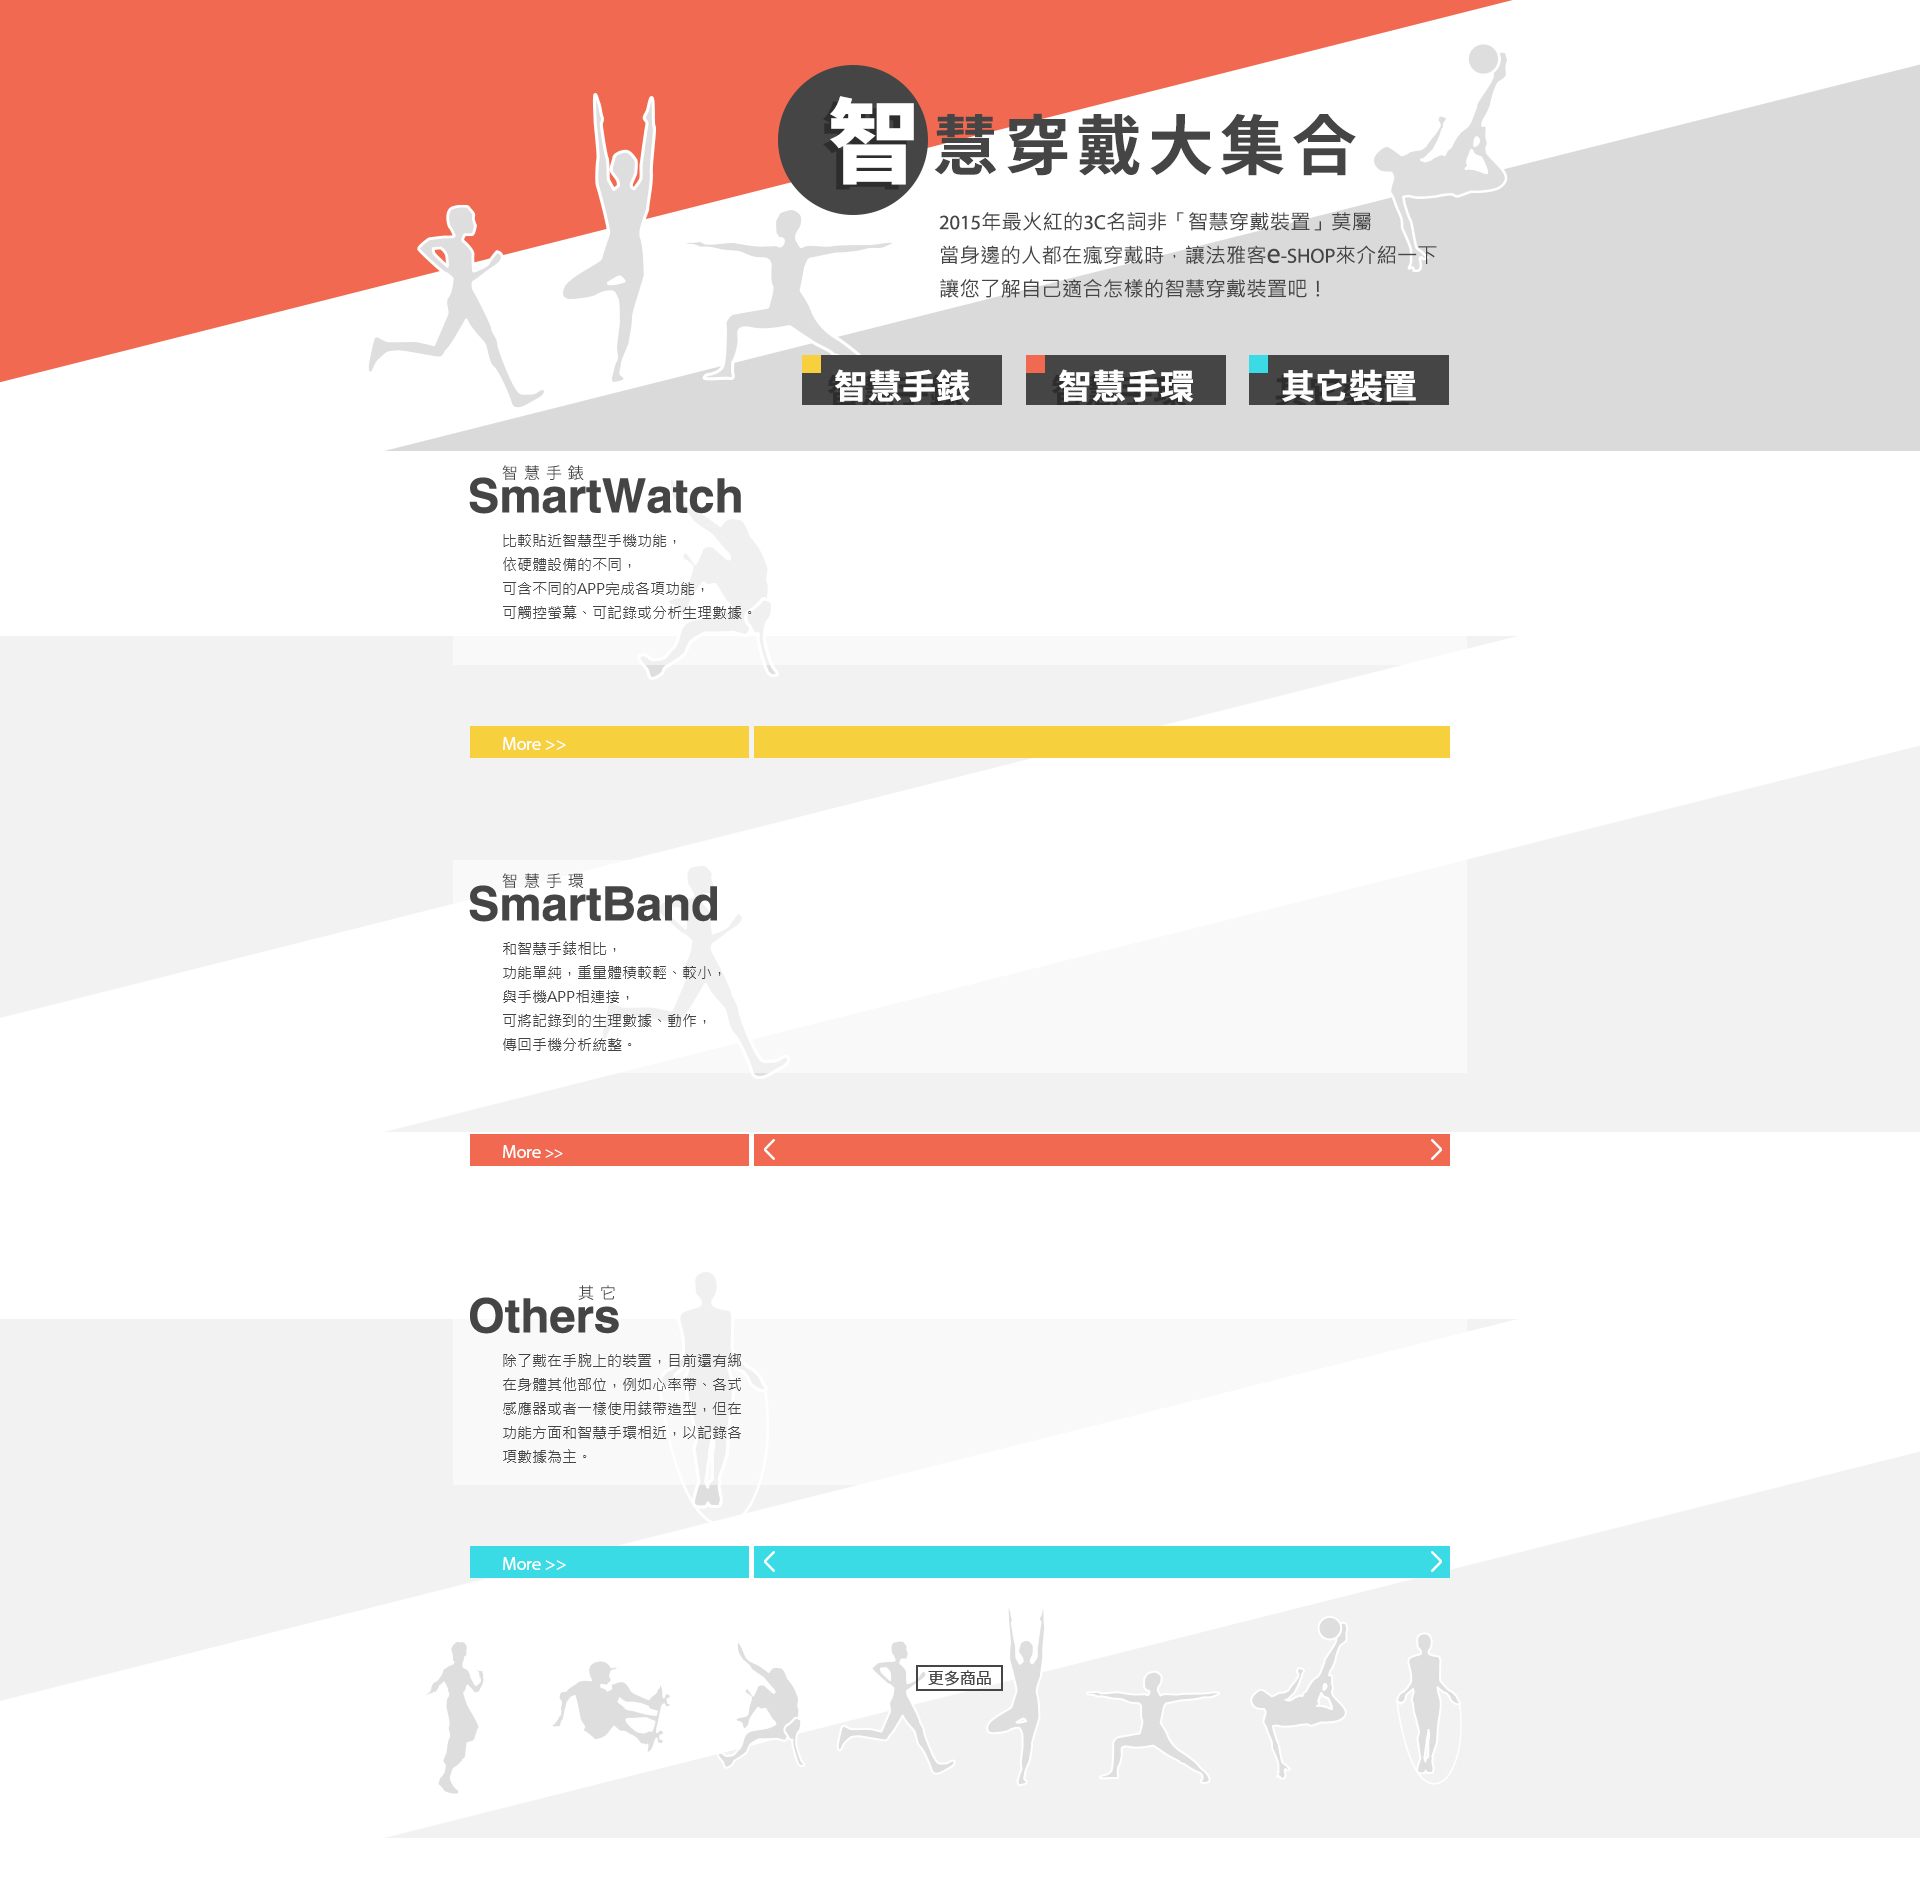 智慧穿戴大集合
2015年最火紅的3C名詞非「智慧穿戴裝置」莫屬
當身邊的人都在瘋穿戴時，讓法雅客e-SHOP來介紹一下
讓您了解自己適合怎樣的智慧穿戴裝置吧！
智慧手錶 智慧手環 其它裝置
智慧手錶
SmartWatch
比較貼近智慧型手機功能，
依硬體設備的不同，
可含不同的APP完成各項功能，
可觸控螢幕、可記錄或分析生理數據。
More >>
智慧手環
SmartBand
和智慧手錶相比，
功能單純，重量體積較輕、較小，
與手機APP相連接，
可將記錄到的生理數據、動作，
傳回手機分析統整。
More >>
其它
Others
除了戴在手腕上的裝置，目前還有綁
在身體其他部位，例如心率帶、各式
感應器或者一樣使用錶帶造型，但在
功能方面和智慧手環相近，以記錄各
項數據為主。
More >>
更多商品